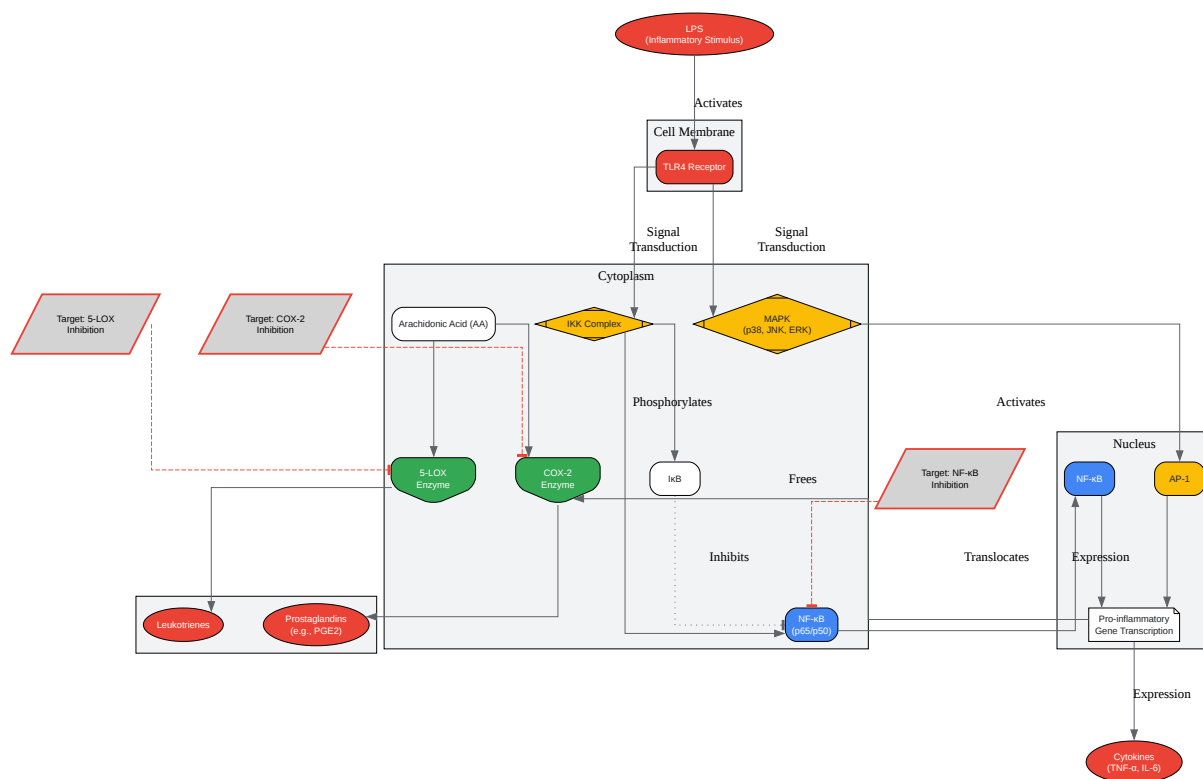 LPS
(Inflammatory Stimulus)
Activates
Cell Membrane
TLR4 Receptor
Signal
Transduction
Signal
Transduction
Cytoplasm
Target: 5-LOX
Inhibition
Target: COX-2
Inhibition
Arachidonic Acid (AA)
IKK Complex
MAPK
(p38, JNK, ERK)
Phosphorylates
Activates
Nucleus
5-LOX
Enzyme
COX-2
Enzyme
IκB
Frees
Target: NF-κB
Inhibition
NF-κB
AP-1
Inhibits
Translocates
Expression
Leukotrienes
Prostaglandins
(e.g., PGE2)
NF-κB
(p65/p50)
Pro-inflammatory
Gene Transcription
Expression
Cytokines
(TNF-α, IL-6)